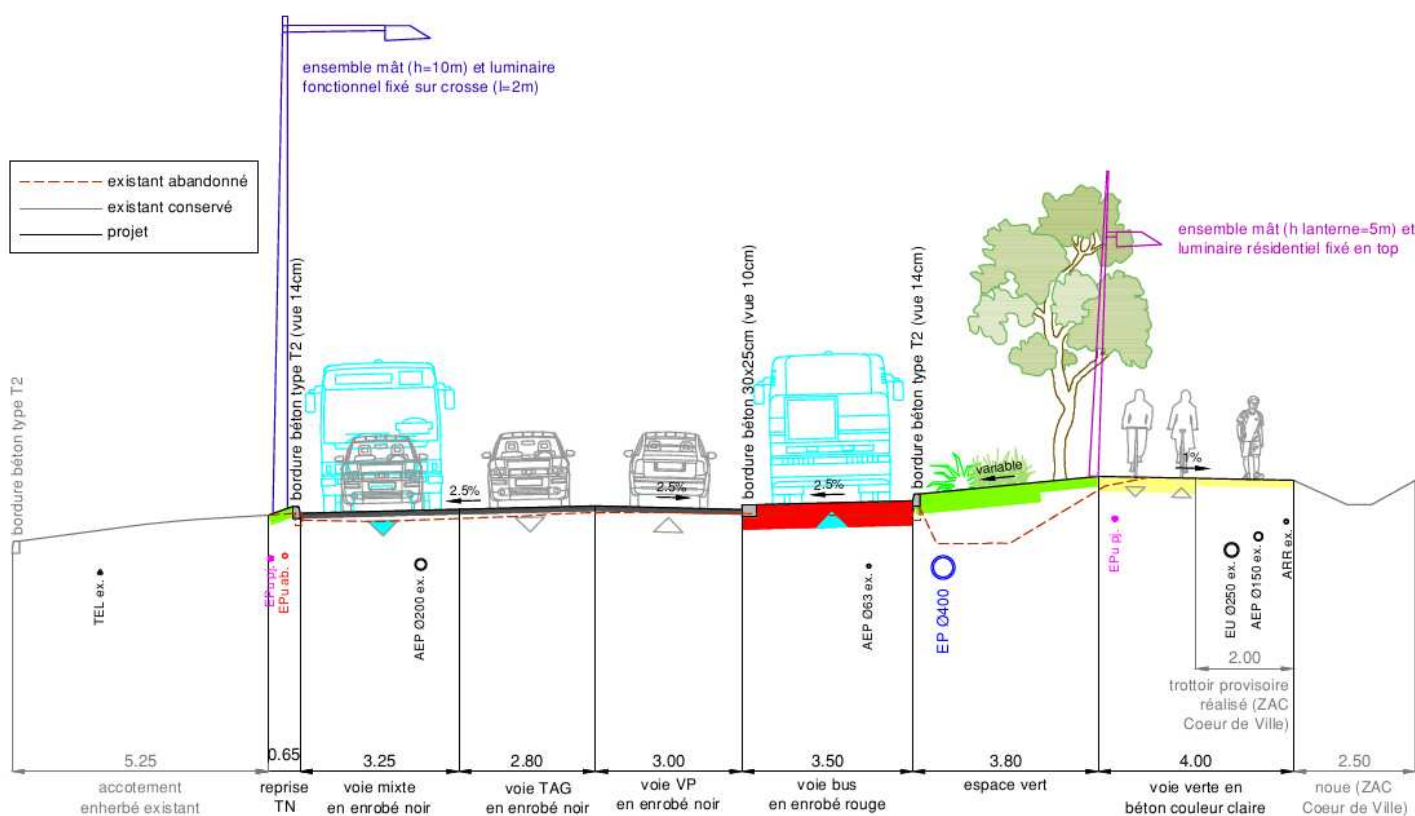 ensemble mât (h=10m) et luminaire
fonctionnel fixé sur crosse (l=2m)
existant abandonné
existant conservé
projet
ensemble mât (h lanterne=5m) et
luminaire résidentiel fixé en top
bordure béton type T2
bordure béton type T2 (vue 14cm)
bordure béton 30x25cm (vue 10cm)
bordure béton type T2 (vue 14cm)
2.5%
2.5%
2.5%
variable
1%
TEL ex.
EPu pj.
EPu ab.
AEP Ø200 ex.
AEP Ø63 ex.
EP Ø400
EPu pj.
EU Ø250 ex.
AEP Ø150 ex.
ARR ex.
2.00
trottoir provisoire
réalisé (ZAC
Coeur de Ville)
5.25
0.65
3.25
2.80
3.00
3.50
3.80
4.00
2.50
accotement
enherbé existant
reprise
TN
voie mixte
en enrobé noir
voie TAG
en enrobé noir
voie VP
en enrobé noir
voie bus
en enrobé rouge
espace vert
voie verte en
béton couleur claire
noue (ZAC
Coeur de Ville)